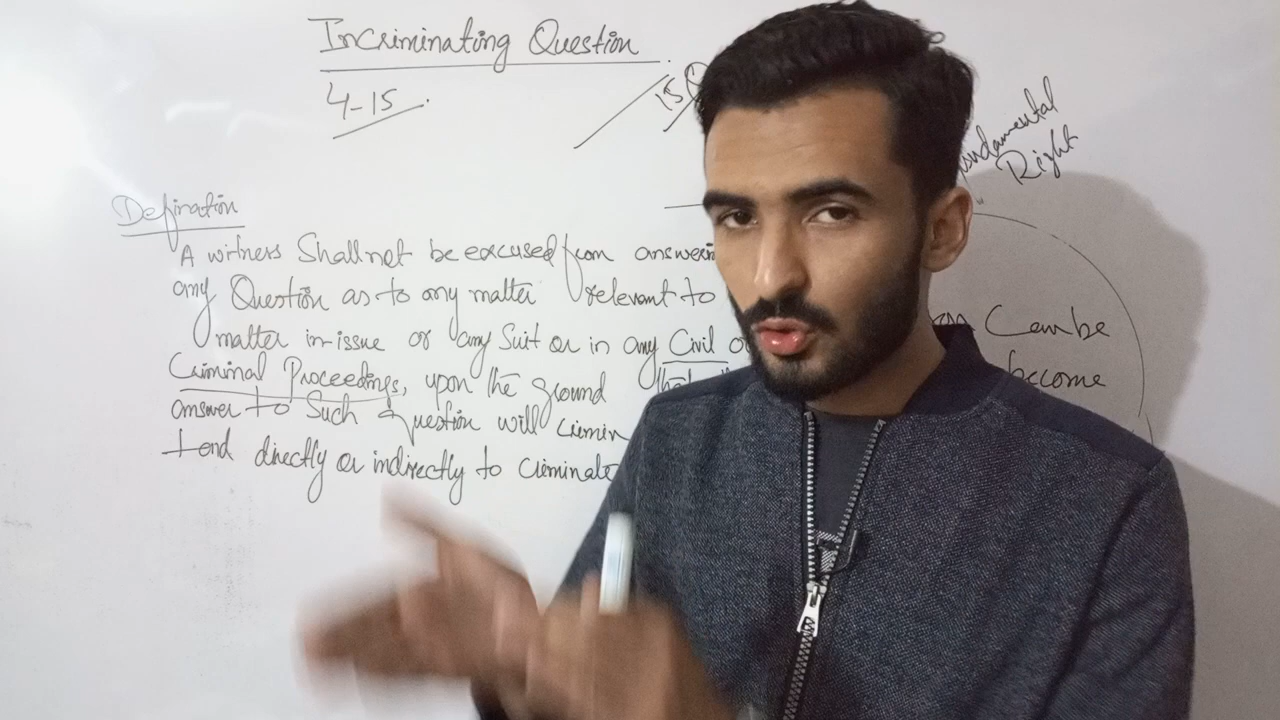 Incriminating Question
4-15.
15
Fundamental
Right
Defination
A witness Shall not be excused from answerin
any Question as to any matter relevant to
matter in-issue or any Suit or in any Civil or
Criminal Proceedings, upon the ground that
answer to Such question will crimin
tend directly or indirectly to criminate
Can be
become